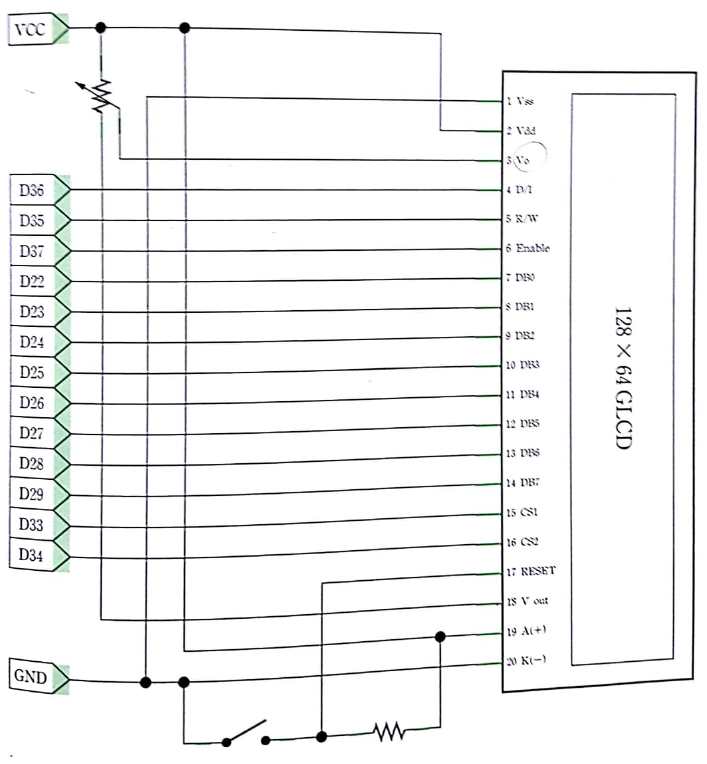 VCC
1 Vss
2 Vdd
3 Vo
D36
4 D/I
D35
5 R/W
D37
6 Enable
D22
7 DB0
D23
8 DB1
D24
9 DB2
D25
10 DB3
D26
11 DB4
D27
12 DB5
D28
13 DB6
D29
14 DB7
D33
15 CS1
D34
16 CS2
17 RESET
18 V out
19 A(+)
GND
20 K(-)
128 × 64 GLCD